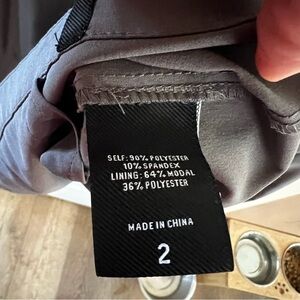 SELF: 90% POLYESTER
10% SPANDEX
LINING: 64% MODAL
36% POLYESTER
MADE IN CHINA
2